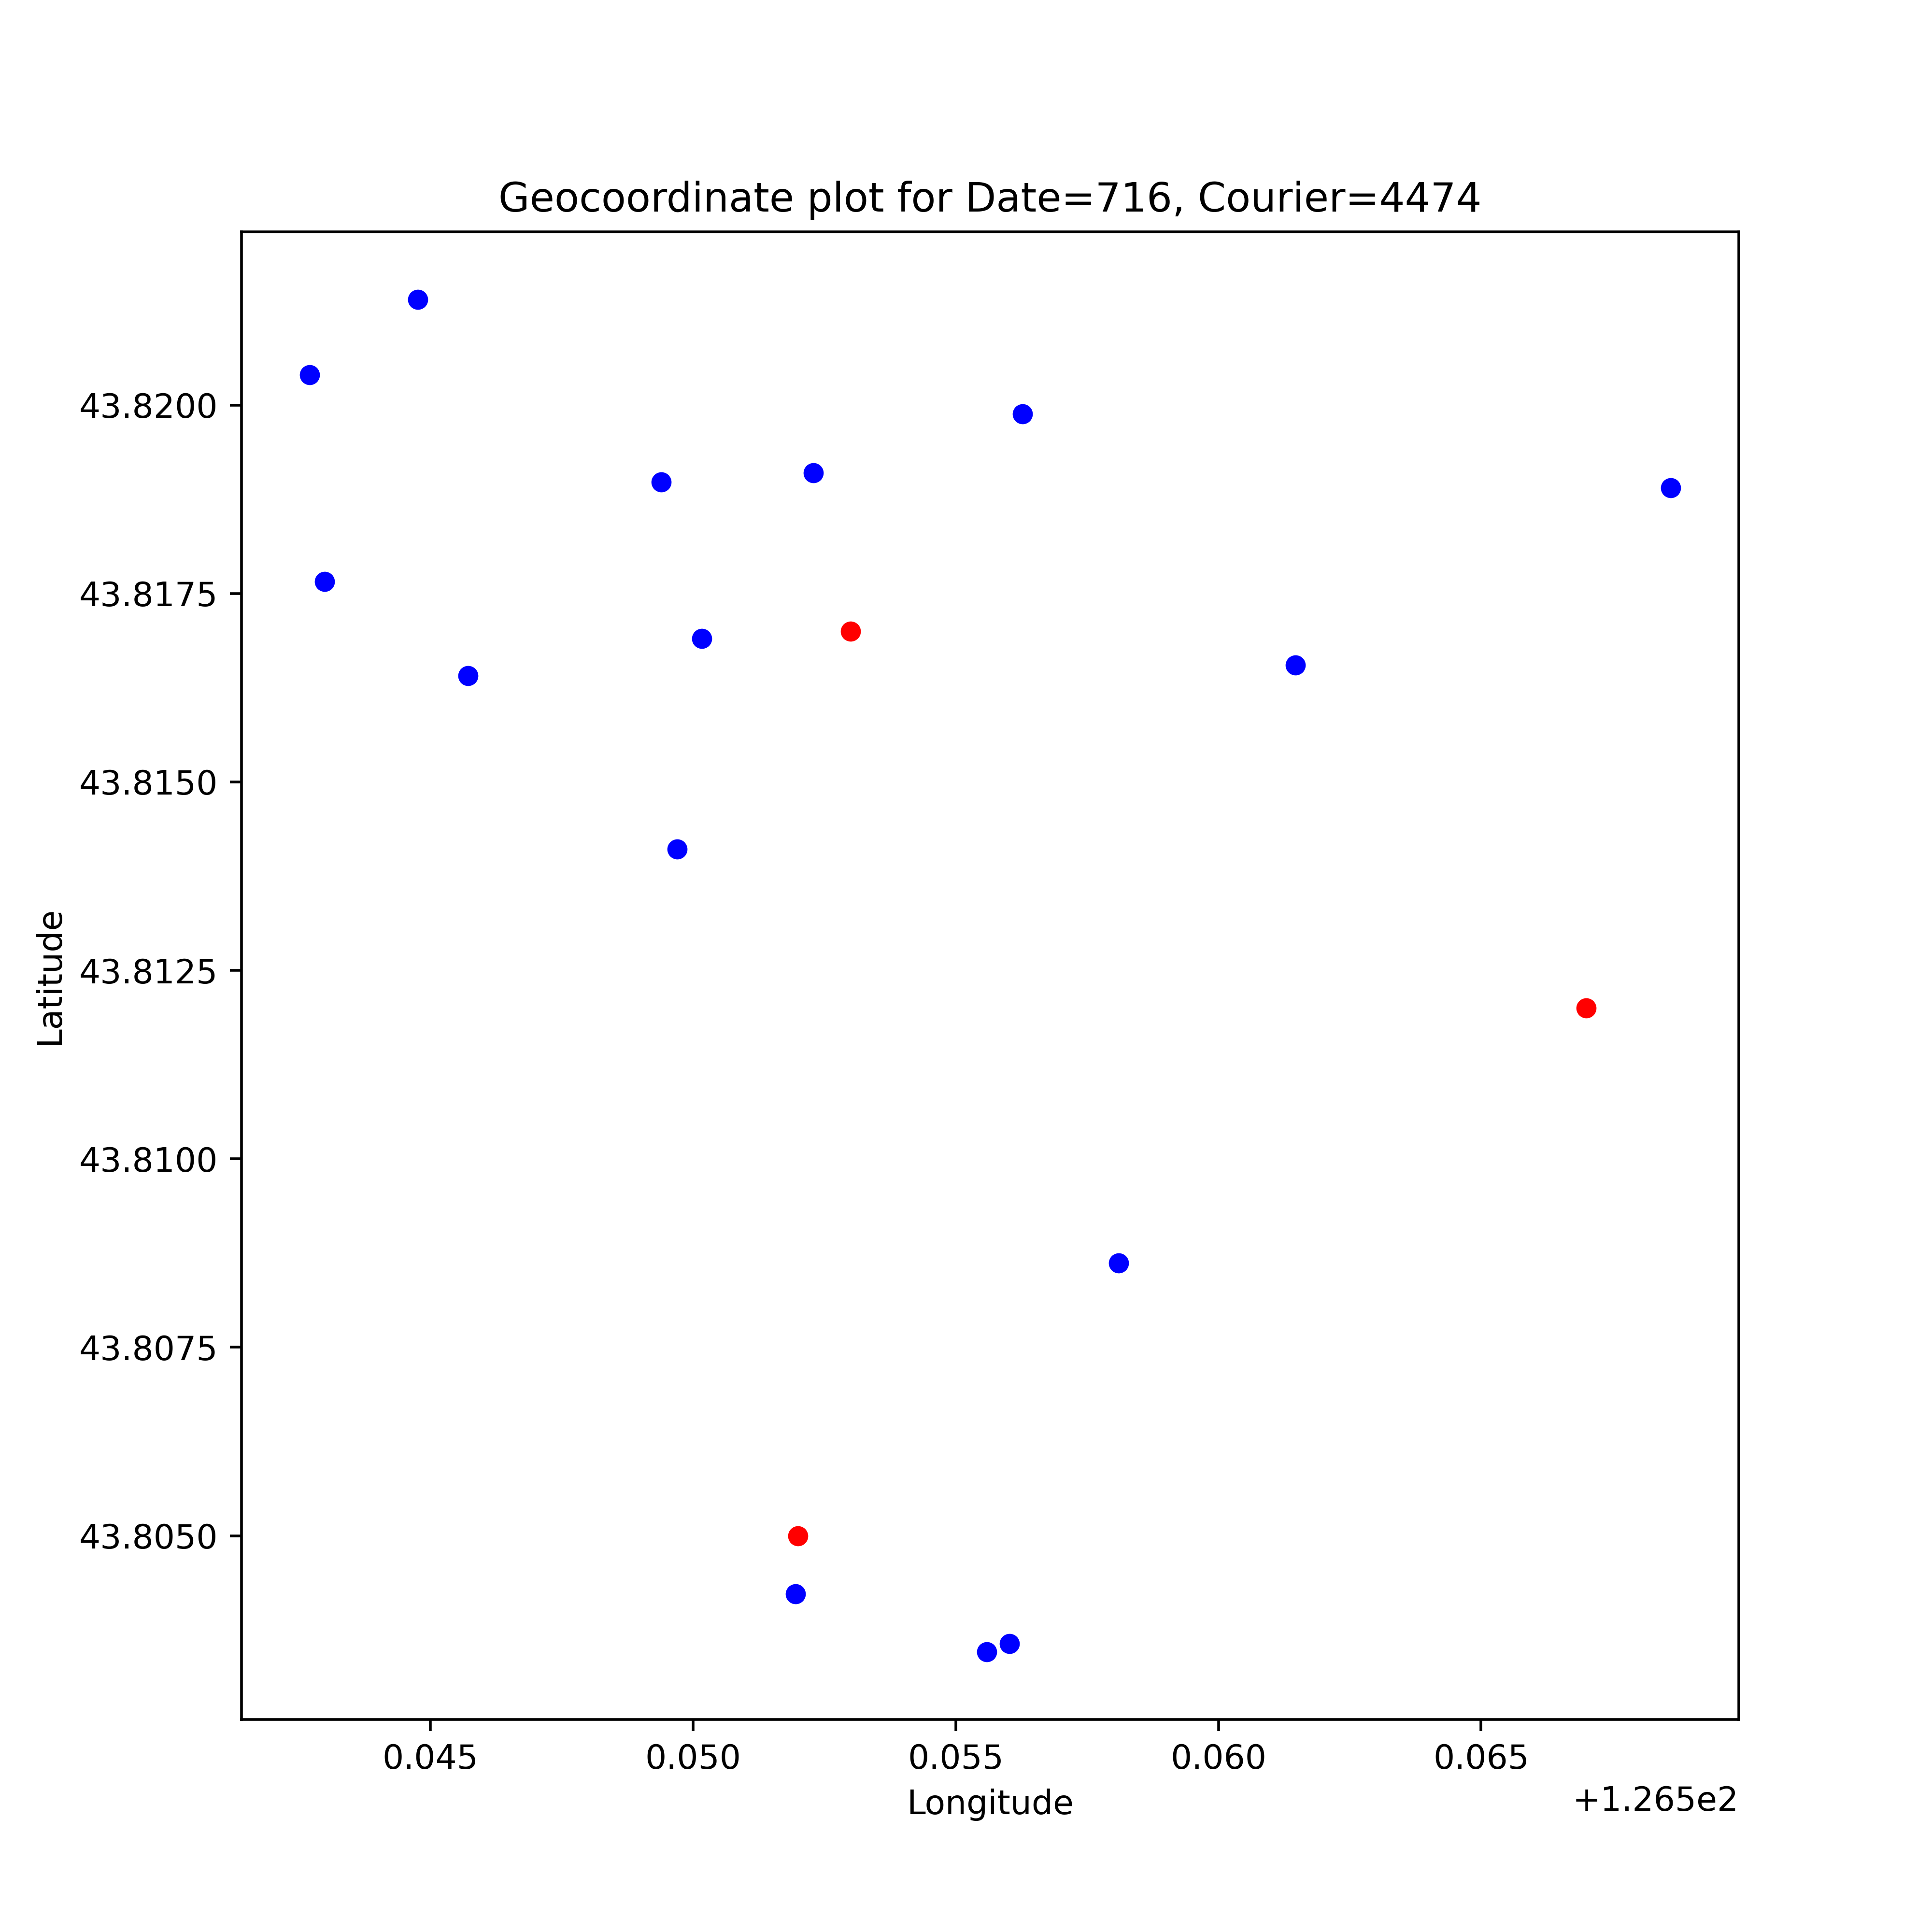 Geocoordinate plot for Date=716, Courier=4474
43.8200
43.8175
43.8150
43.8125
43.8100
43.8075
43.8050
Latitude
0.045 0.050 0.055 0.060 0.065
Longitude
+1.265e2